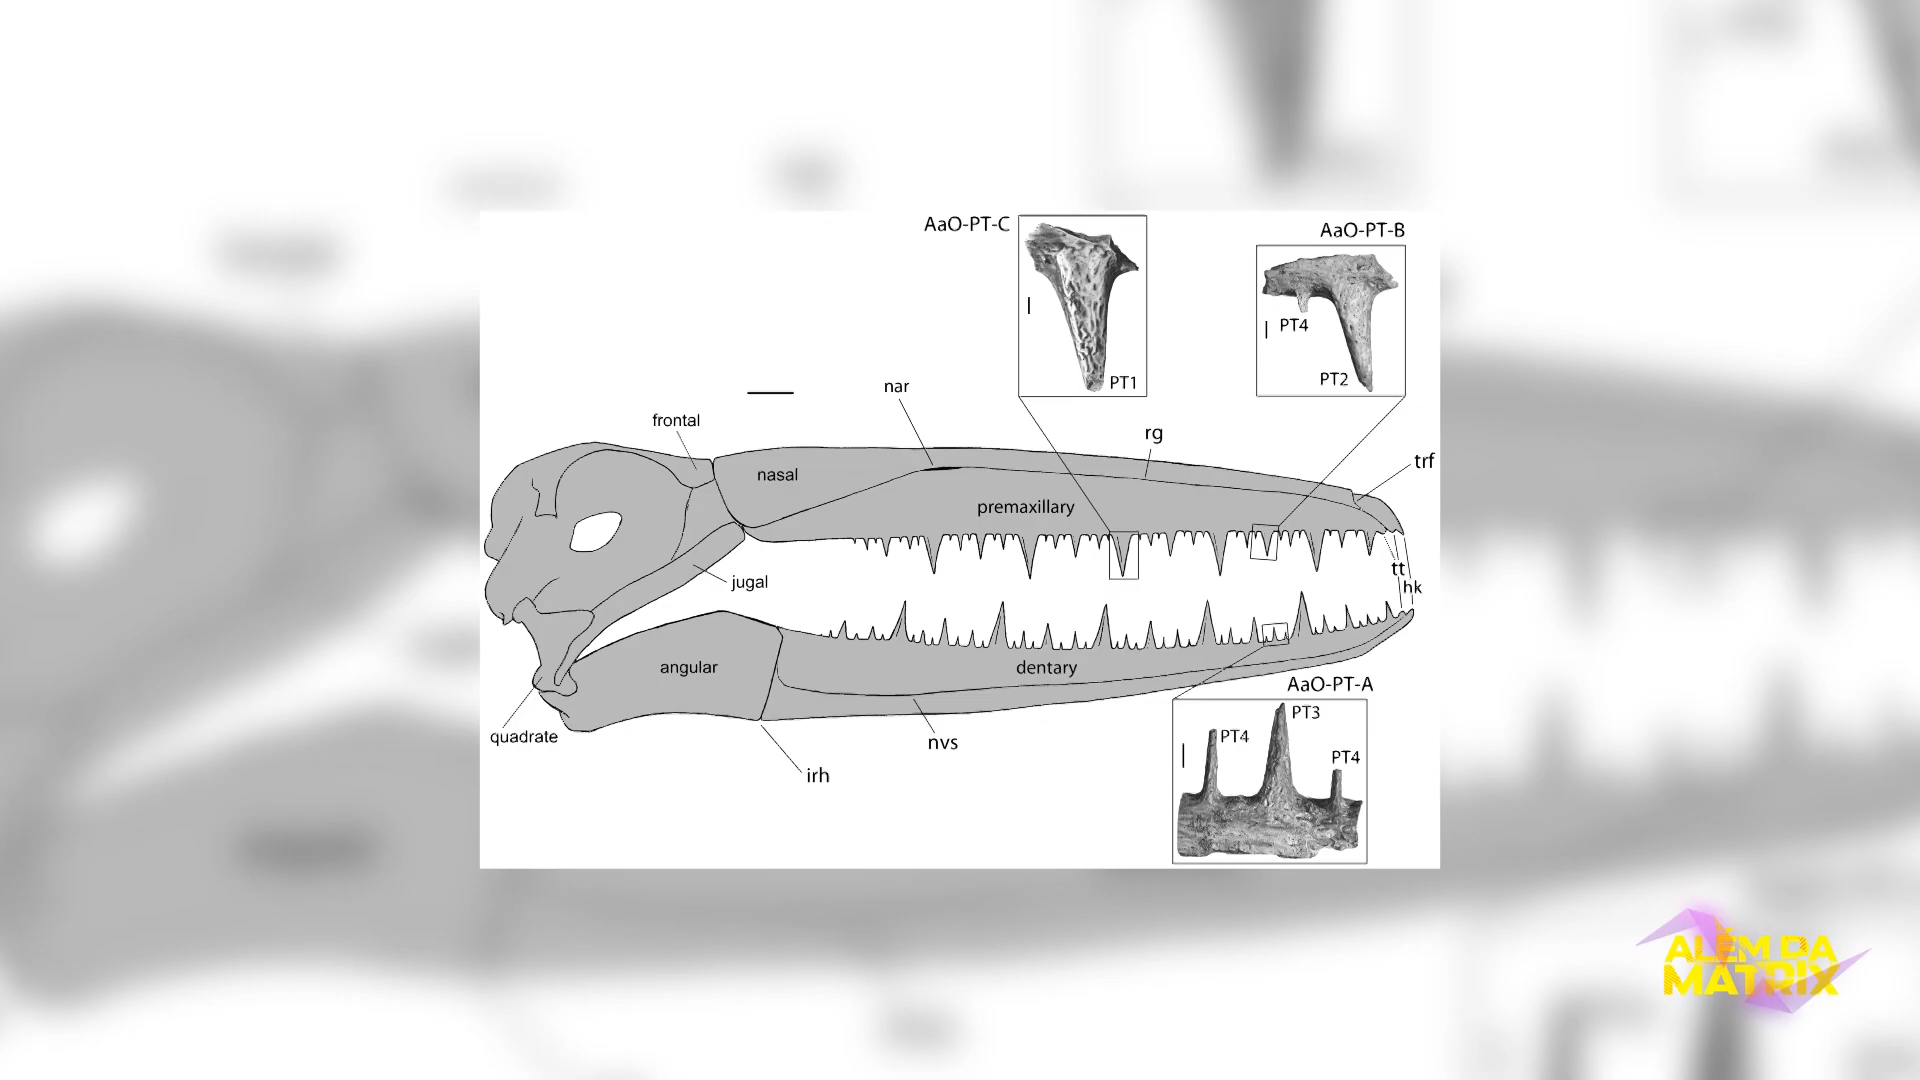 AaO-PT-C
AaO-PT-B
PT4
PT1
PT2
nar
frontal
rg
trf
nasal
premaxillary
tt
jugal
hk
angular
dentary
AaO-PT-A
PT3
quadrate
nvs
PT4
PT4
irh
ALÉM DA
MATRIX